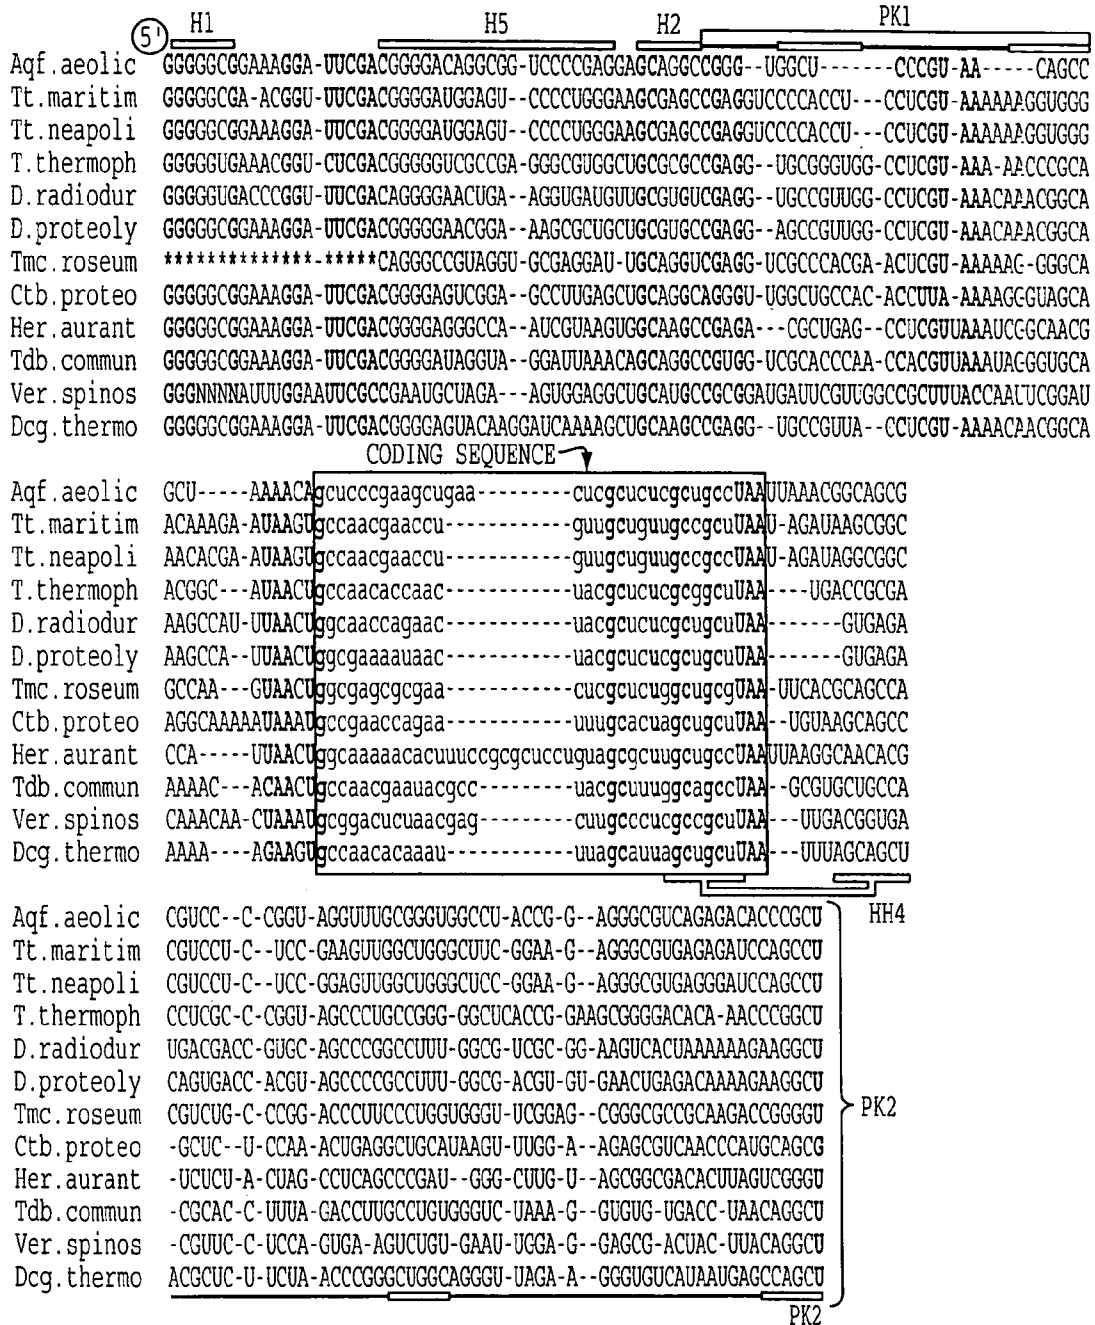 5' H1 H5 H2 PK1
Aqf.aeolic GGGGGCGGAAAGGA-UUCGACGGGGACAGGCGG-UCCCCGAGGAGCAGGCCGGG--UGGCU-------CCCGU-AA-----CAGCC
Tt.maritim GGGGGCGA-ACGGU-UUCGACGGGGAUGGAGU--CCCCUGGGAAGCGAGCCGAGGUCCCCACCU---CCUCGU-AAAAAAGGUGGG
Tt.neapoli GGGGGCGGAAAGGA-UUCGACGGGGAUGGAGU--CCCCUGGGAAGCGAGCCGAGGUCCCCACCU---CCUCGU-AAAAAAGGUGGG
T.thermoph GGGGGUGAAACGGU-CUCGACGGGGGUCGCCGA-GGGCGUGGCUGCGCGCCGAGG--UGCGGGUGG-CCUCGU-AAA-AACCCGCA
D.radiodur GGGGGUGACCCGGU-UUCGACAGGGGAACUGA--AGGUGAUGUUGCGUGUCGAGG--UGCCGUUGG-CCUCGU-AAACAAACGGCA
D.proteoly GGGGGCGGAAAGGA-UUCGACGGGGGAACGGA--AAGCGCUGCUGCGUGCCGAGG--AGCCGUUGG-CCUCGU-AAACAAACGGCA
Tmc.roseum **************-*****CAGGGCCGUAGGU-GCGAGGAU-UGCAGGUCGAGG-UCGCCCACGA-ACUCGU-AAAAAG-GGGCA
Ctb.proteo GGGGGCGGAAAGGA-UUCGACGGGGAGUCGGA--GCCUUGAGCUGCAGGCAGGGU-UGGCUGCCAC-ACCUUA-AAAAGGGUAGCA
Her.aurant GGGGGCGGAAAGGA-UUCGACGGGGAGGGCCA--AUCGUAAGUGGCAAGCCGAGA---CGCUGAG--CCUCGUUAAAUCGGCAACG
Tdb.commun GGGGGCGGAAAGGA-UUCGACGGGGAUAGGUA--GGAUUAAACAGCAGGCCGUGG-UCGCACCCAA-CCACGUUAAAUAGGGUGCA
Ver.spinos GGGNNNNAUUUGGAAUUCGCCGAAUGCUAGA--AGUGGAGGCUGCAUGCCGCGGAUGAUUCGUUGGCCGCUUUACCAAUUCGGAU
Dcg.thermo GGGGGCGGAAAGGA-UUCGACGGGGAGUACAAGGAUCAAAAGCUGCAAGCCGAGG--UGCCGUUA--CCUCGU-AAAACAACGGCA
CODING SEQUENCE
Aqf.aeolic GCU-----AAAACAgcucccgaagcugaa---------cucgcucucgcugccUAAUUAAACGGCAGCG
Tt.maritim ACAAAGA-AUAAGUgccaacgaaccu------------guugcuguugccgcuUAAU-AGAUAAGCGGC
Tt.neapoli AACACGA-AUAAGUgccaacgaaccu------------guugcuguugccgccUAAU-AGAUAGGCGGC
T.thermoph ACGGC---AUAACUgccaacaccaac------------uacgcucucgcggcuUAA----UGACCGCGA
D.radiodur AAGCCAU-UUAACUggcaaccagaac------------uacgcucucgcugcuUAA-------GUGAGA
D.proteoly AAGCCA--UUAACUggcgaaaauaac------------uacgcucucgcugcuUAA-------GUGAGA
Tmc.roseum GCCAA---GUAACUggcgagcgcgaa------------cucgcucuggcugcgUAA-UUCACGCAGCCA
Ctb.proteo AGGCAAAAAUAAAUgccgaaccagaa------------uuugcacuagcugcuUAA--UGUAAGCAGCC
Her.aurant CCA-----UUAACUggcaaaaacacuuuccgcgcuccuguagcgcuugcugccUAAUUAAGGCAACACG
Tdb.commun AAAAC---ACAACUgccaacgaauacgcc---------uacgcuuuggcagccUAA--GCGUGCUGCCA
Ver.spinos CAAACAA-CUAAAUgcggacucuaacgag---------cuugcccucgccgcuUAA---UUGACGGUGA
Dcg.thermo AAAA----AGAAGUgccaacacaaau------------uuagcauuagcugcuUAA---UUUAGCAGCU
HH4
Aqf.aeolic CGUCC--C-CGGU-AGGUUUGCGGGUGGCCU-ACCG-G--AGGGCGUCAGAGACACCCGCU
Tt.maritim CGUCCU-C--UCC-GAAGUUGGCUGGGCUUC-GGAA-G--AGGGCGUGAGAGAUCCAGCCU
Tt.neapoli CGUCCU-C--UCC-GGAGUUGGCUGGGCUCC-GGAA-G--AGGGCGUGAGGGAUCCAGCCU
T.thermoph CCUCGC-C-CGGU-AGCCCUGCCGGG-GGCUCACCG-GAAGCGGGGACACA-AACCCGGCU
D.radiodur UGACGACC-GUGC-AGCCCGGCCUUU-GGCG-UCGC-GG-AAGUCACUAAAAAAGAAGGCU
D.proteoly CAGUGACC-ACGU-AGCCCCGCCUUU-GGCG-ACGU-GU-GAACUGAGACAAAAGAAGGCU
Tmc.roseum CGUCUG-C-CCGG-ACCCUUCCCUGGUGGGU-UCGGAG--CGGGCGCCGCAAGACCGGGGU
Ctb.proteo -GCUC--U-CCAA-ACUGAGGCUGCAUAAGU-UUGG-A--AGAGCGUCAACCCAUGCAGCG
Her.aurant -UCUCU-A-CUAG-CCUCAGCCCGAU--GGG-CUUG-U--AGCGGCGACACUUAGUCGGGU
Tdb.commun -CGCAC-C-UUUA-GACCUUGCCUGUGGGUC-UAAA-G--GUGUG-UGACC-UAACAGGCU
Ver.spinos -CGUUC-C-UCCA-GUGA-AGUCUGU-GAAU-UGGA-G--GAGCG-ACUAC-UUACAGGCU
Dcg.thermo ACGCUC-U-UCUA-ACCCGGGCUGGCAGGGU-UAGA-A--GGGUGUCAUAAUGAGCCAGCU
PK2
PK2